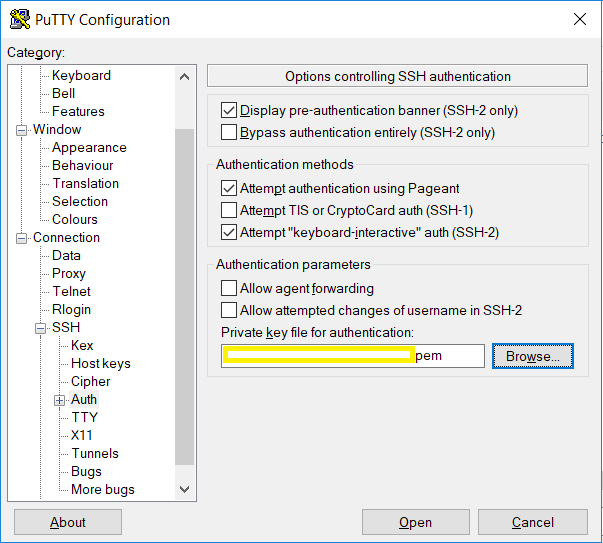 PuTTY Configuration
Category:
Keyboard
Bell
Features
Window
Appearance
Behaviour
Translation
Selection
Colours
Connection
Data
Proxy
Telnet
Rlogin
SSH
Kex
Host keys
Cipher
Auth
TTY
X11
Tunnels
Bugs
More bugs
Options controlling SSH authentication
Display pre-authentication banner (SSH-2 only)
Bypass authentication entirely (SSH-2 only)
Authentication methods
Attempt authentication using Pageant
Attempt TIS or CryptoCard auth (SSH-1)
Attempt "keyboard-interactive" auth (SSH-2)
Authentication parameters
Allow agent forwarding
Allow attempted changes of username in SSH-2
Private key file for authentication:
pem
Browse...
About
Open
Cancel